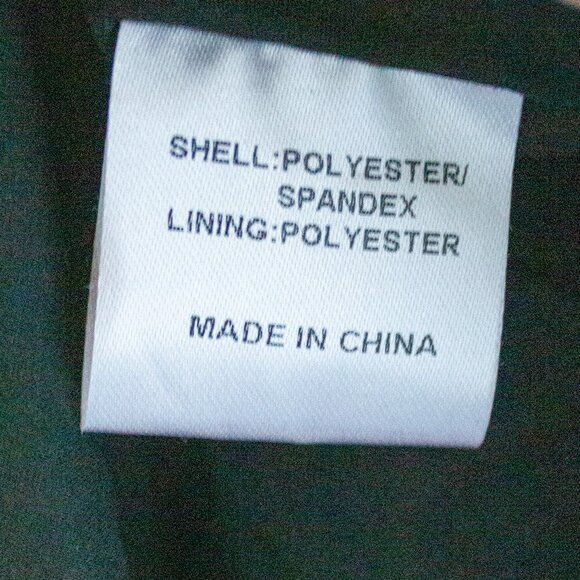 SHELL:POLYESTER/
SPANDEX
LINING:POLYESTER
MADE IN CHINA